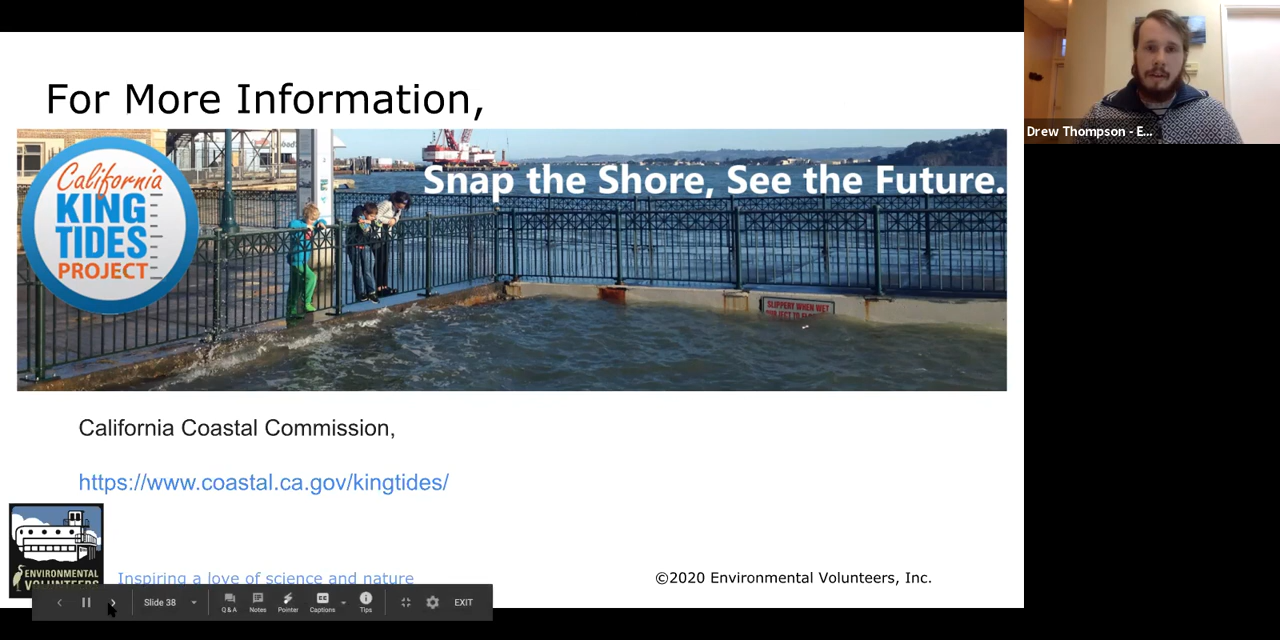 For More Information,
California
KING
TIDES
PROJECT
Snap the Shore, See the Future.
SLIPPERY WHEN WET
SUBJECT TO
California Coastal Commission,
https://www.coastal.ca.gov/kingtides/
ENVIRONMENTAL
VOLUNTEERS
Inspiring a love of science and nature
©2020 Environmental Volunteers, Inc.
Slide 38
Q & A
Notes
Pointer
Captions
Tips
EXIT
Drew Thompson - E...